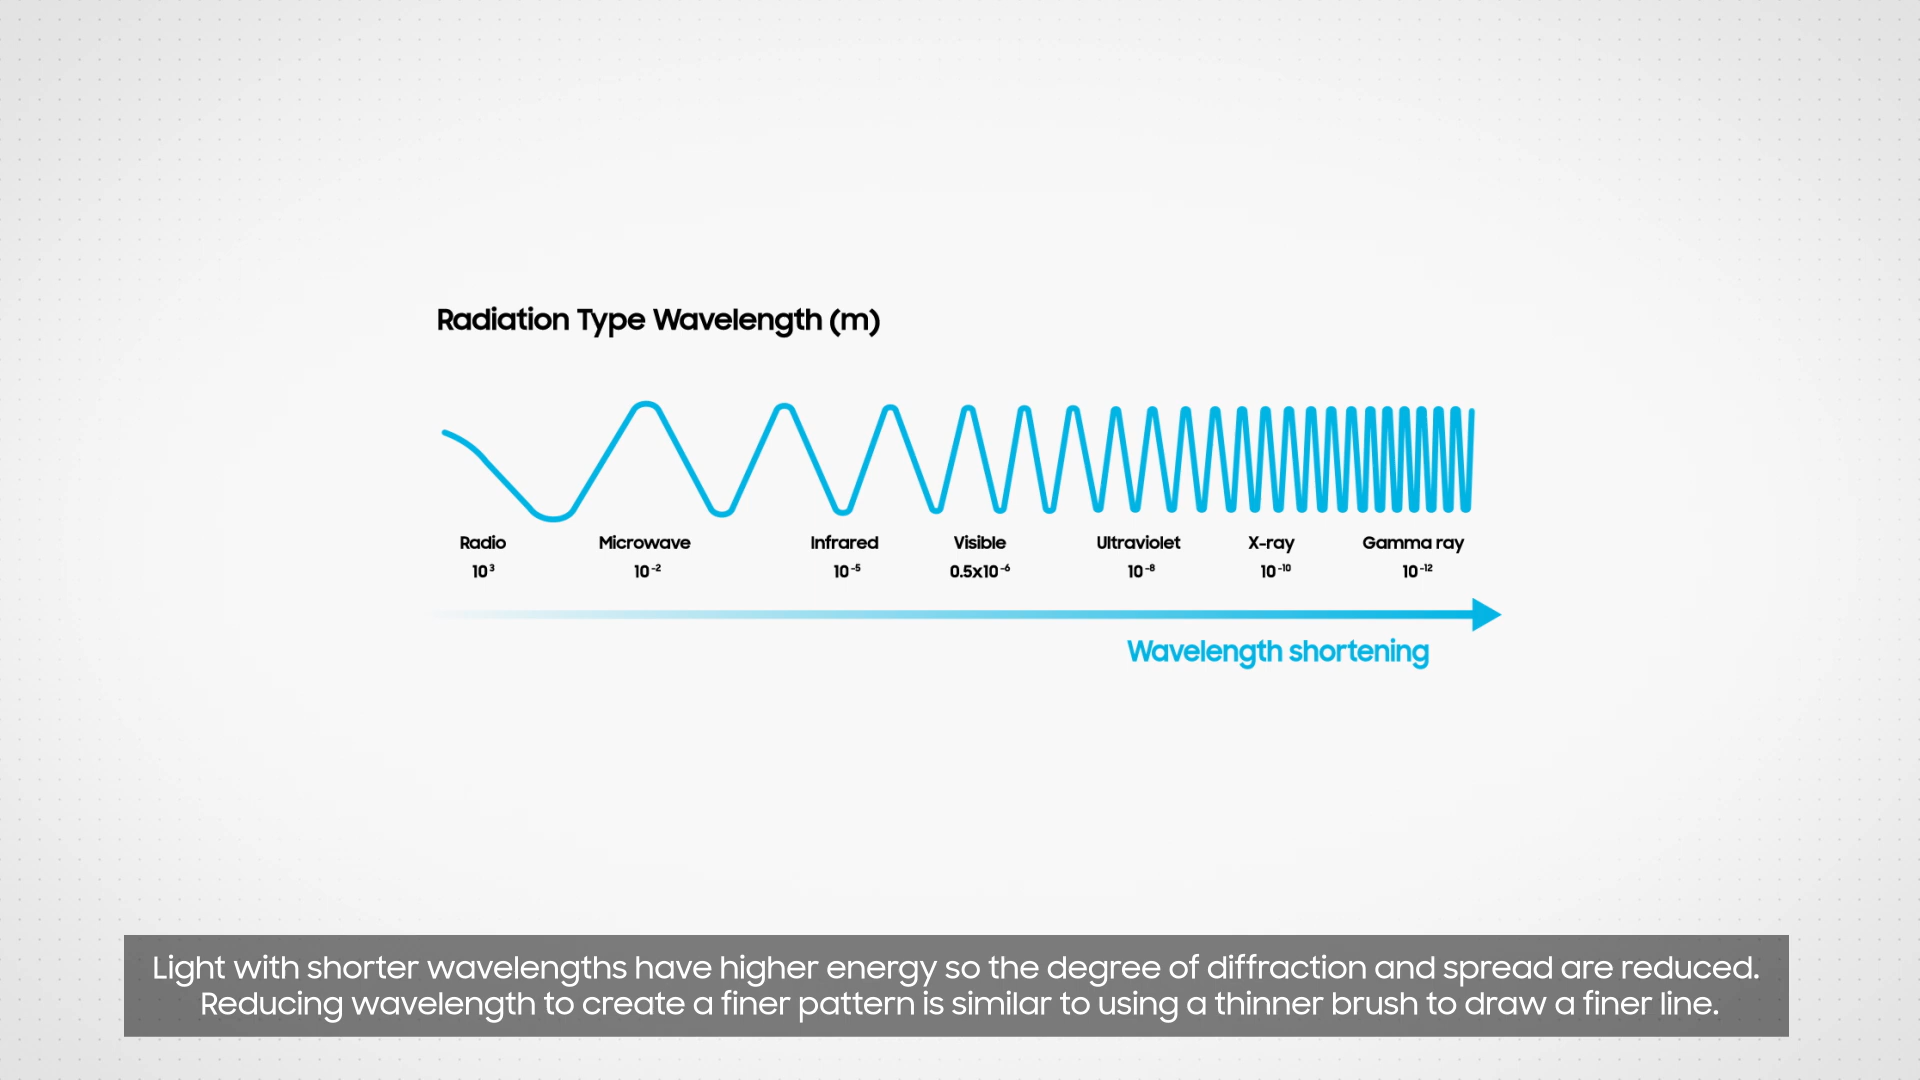 Radiation Type Wavelength (m)
Radio Microwave Infrared Visible Ultraviolet X-ray Gamma ray
10³ 10⁻² 10⁻⁵ 0.5x10⁻⁶ 10⁻⁸ 10⁻¹⁰ 10⁻¹²
Wavelength shortening
Light with shorter wavelengths have higher energy so the degree of diffraction and spread are reduced.
Reducing wavelength to create a finer pattern is similar to using a thinner brush to draw a finer line.